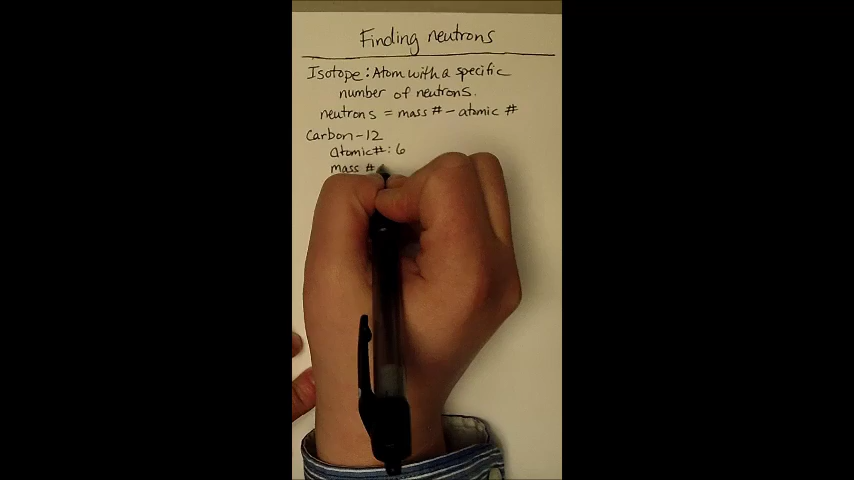 Finding neutrons
Isotope: Atom with a specific
number of neutrons.
neutrons = mass # - atomic #
Carbon-12
atomic#: 6
mass #